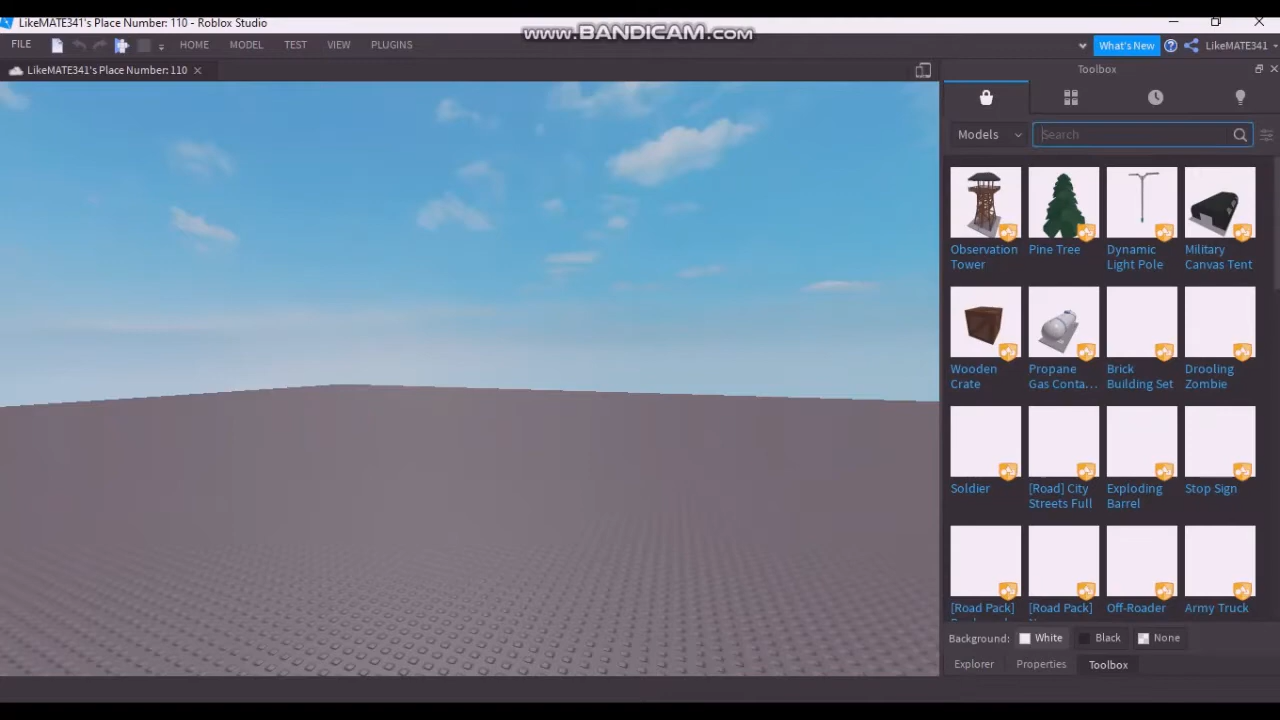 LikeMATE341's Place Number: 110 - Roblox Studio
www.BANDICAM.com
FILE
HOME
MODEL
TEST
VIEW
PLUGINS
What's New
LikeMATE341
LikeMATE341's Place Number: 110
Toolbox
Models
Search
Observation Tower
Pine Tree
Dynamic Light Pole
Military Canvas Tent
Wooden Crate
Propane Gas Conta...
Brick Building Set
Drooling Zombie
Soldier
[Road] City Streets Full
Exploding Barrel
Stop Sign
[Road Pack]
[Road Pack]
Off-Roader
Army Truck
Background:
White
Black
None
Explorer
Properties
Toolbox